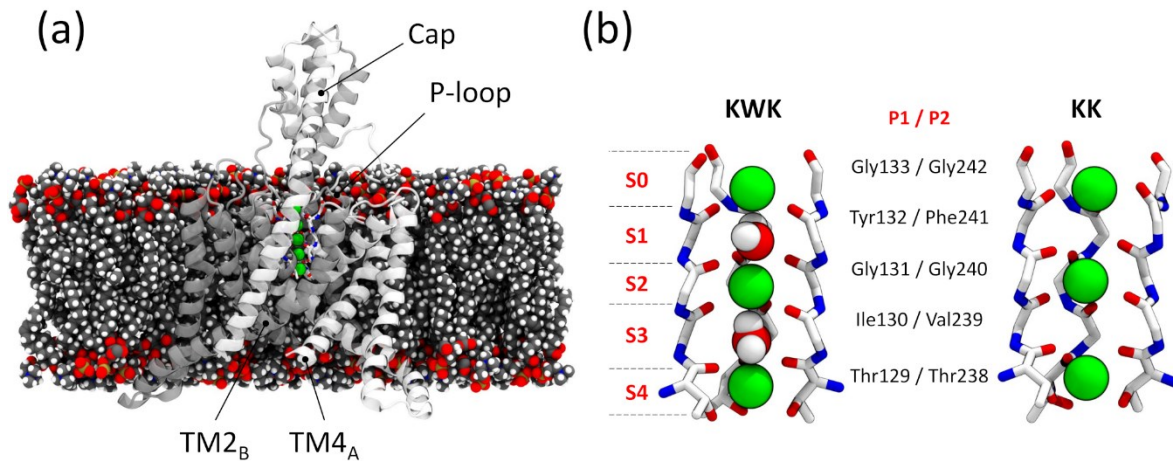 (a)
Cap
P-loop
TM2B
TM4A
(b)
KWK
P1 / P2
KK
S0
S1
S2
S3
S4
Gly133 / Gly242
Tyr132 / Phe241
Gly131 / Gly240
Ile130 / Val239
Thr129 / Thr238